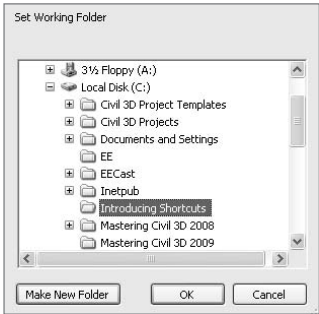 Set Working Folder
3½ Floppy (A:)
Local Disk (C:)
Civil 3D Project Templates
Civil 3D Projects
Documents and Settings
EE
EECast
Inetpub
Introducing Shortcuts
Mastering Civil 3D 2008
Mastering Civil 3D 2009
Make New Folder OK Cancel